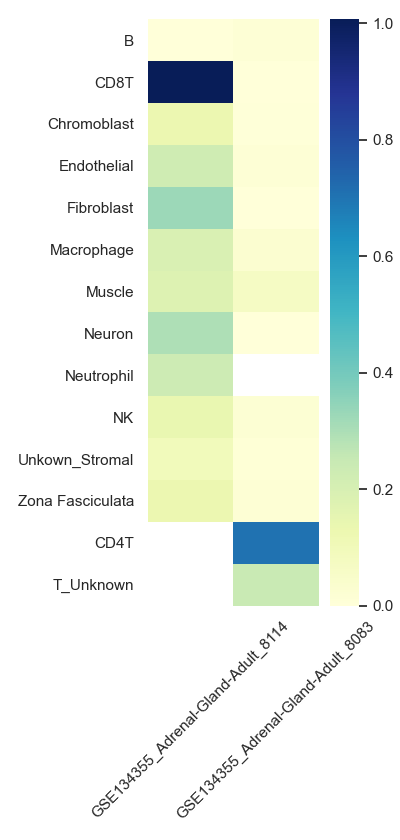 B
CD8T
Chromoblast
Endothelial
Fibroblast
Macrophage
Muscle
Neuron
Neutrophil
NK
Unkown_Stromal
Zona Fasciculata
CD4T
T_Unknown
GSE134355_Adrenal-Gland-Adult_8114
GSE134355_Adrenal-Gland-Adult_8083
1.0
0.8
0.6
0.4
0.2
0.0